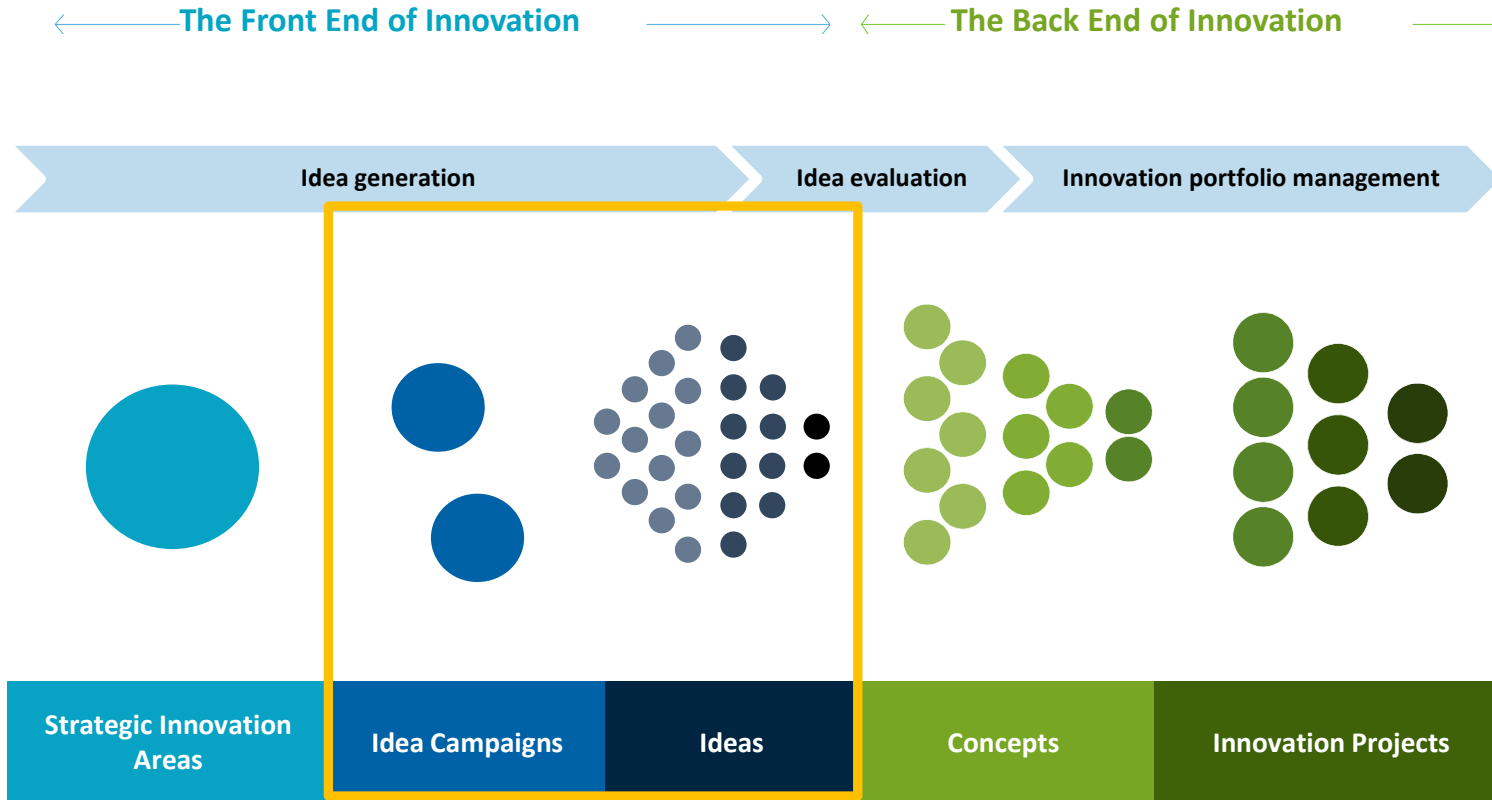 The Front End of Innovation
The Back End of Innovation
Idea generation
Idea evaluation
Innovation portfolio management
Strategic Innovation
Areas
Idea Campaigns
Ideas
Concepts
Innovation Projects